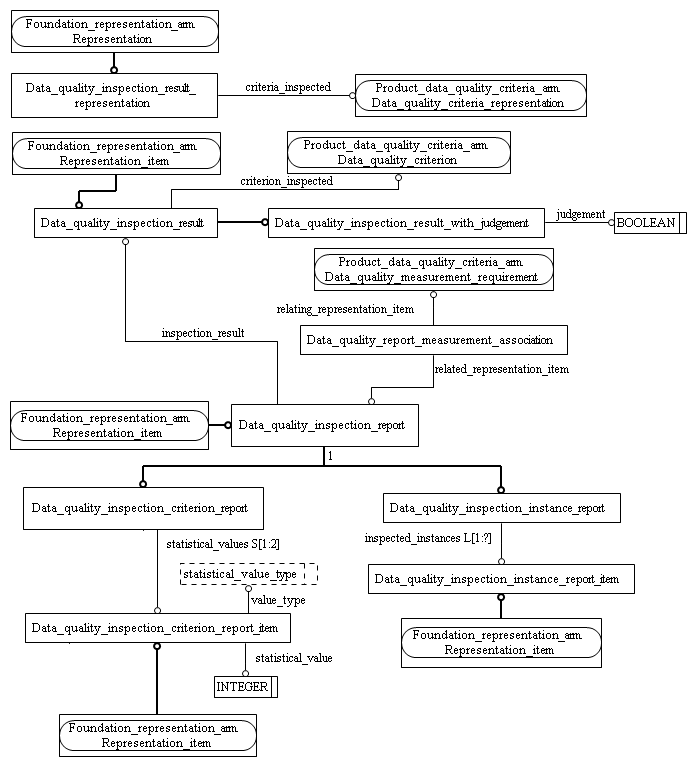 Foundation_representation_arm.
Representation
Data_quality_inspection_result_
representation
criteria_inspected
Product_data_quality_criteria_arm.
Data_quality_criteria_representation
Foundation_representation_arm.
Representation_item
Product_data_quality_criteria_arm.
Data_quality_criterion
criterion_inspected
Data_quality_inspection_result
Data_quality_inspection_result_with_judgement
judgement
BOOLEAN
Product_data_quality_criteria_arm.
Data_quality_measurement_requirement
relating_representation_item
inspection_result
Data_quality_report_measurement_association
related_representation_item
Foundation_representation_arm.
Representation_item
Data_quality_inspection_report
1
Data_quality_inspection_criterion_report
Data_quality_inspection_instance_report
statistical_values S[1:2]
inspected_instances L[1:?]
statistical_value_type
value_type
Data_quality_inspection_instance_report_item
Data_quality_inspection_criterion_report_item
Foundation_representation_arm.
Representation_item
statistical_value
INTEGER
Foundation_representation_arm.
Representation_item